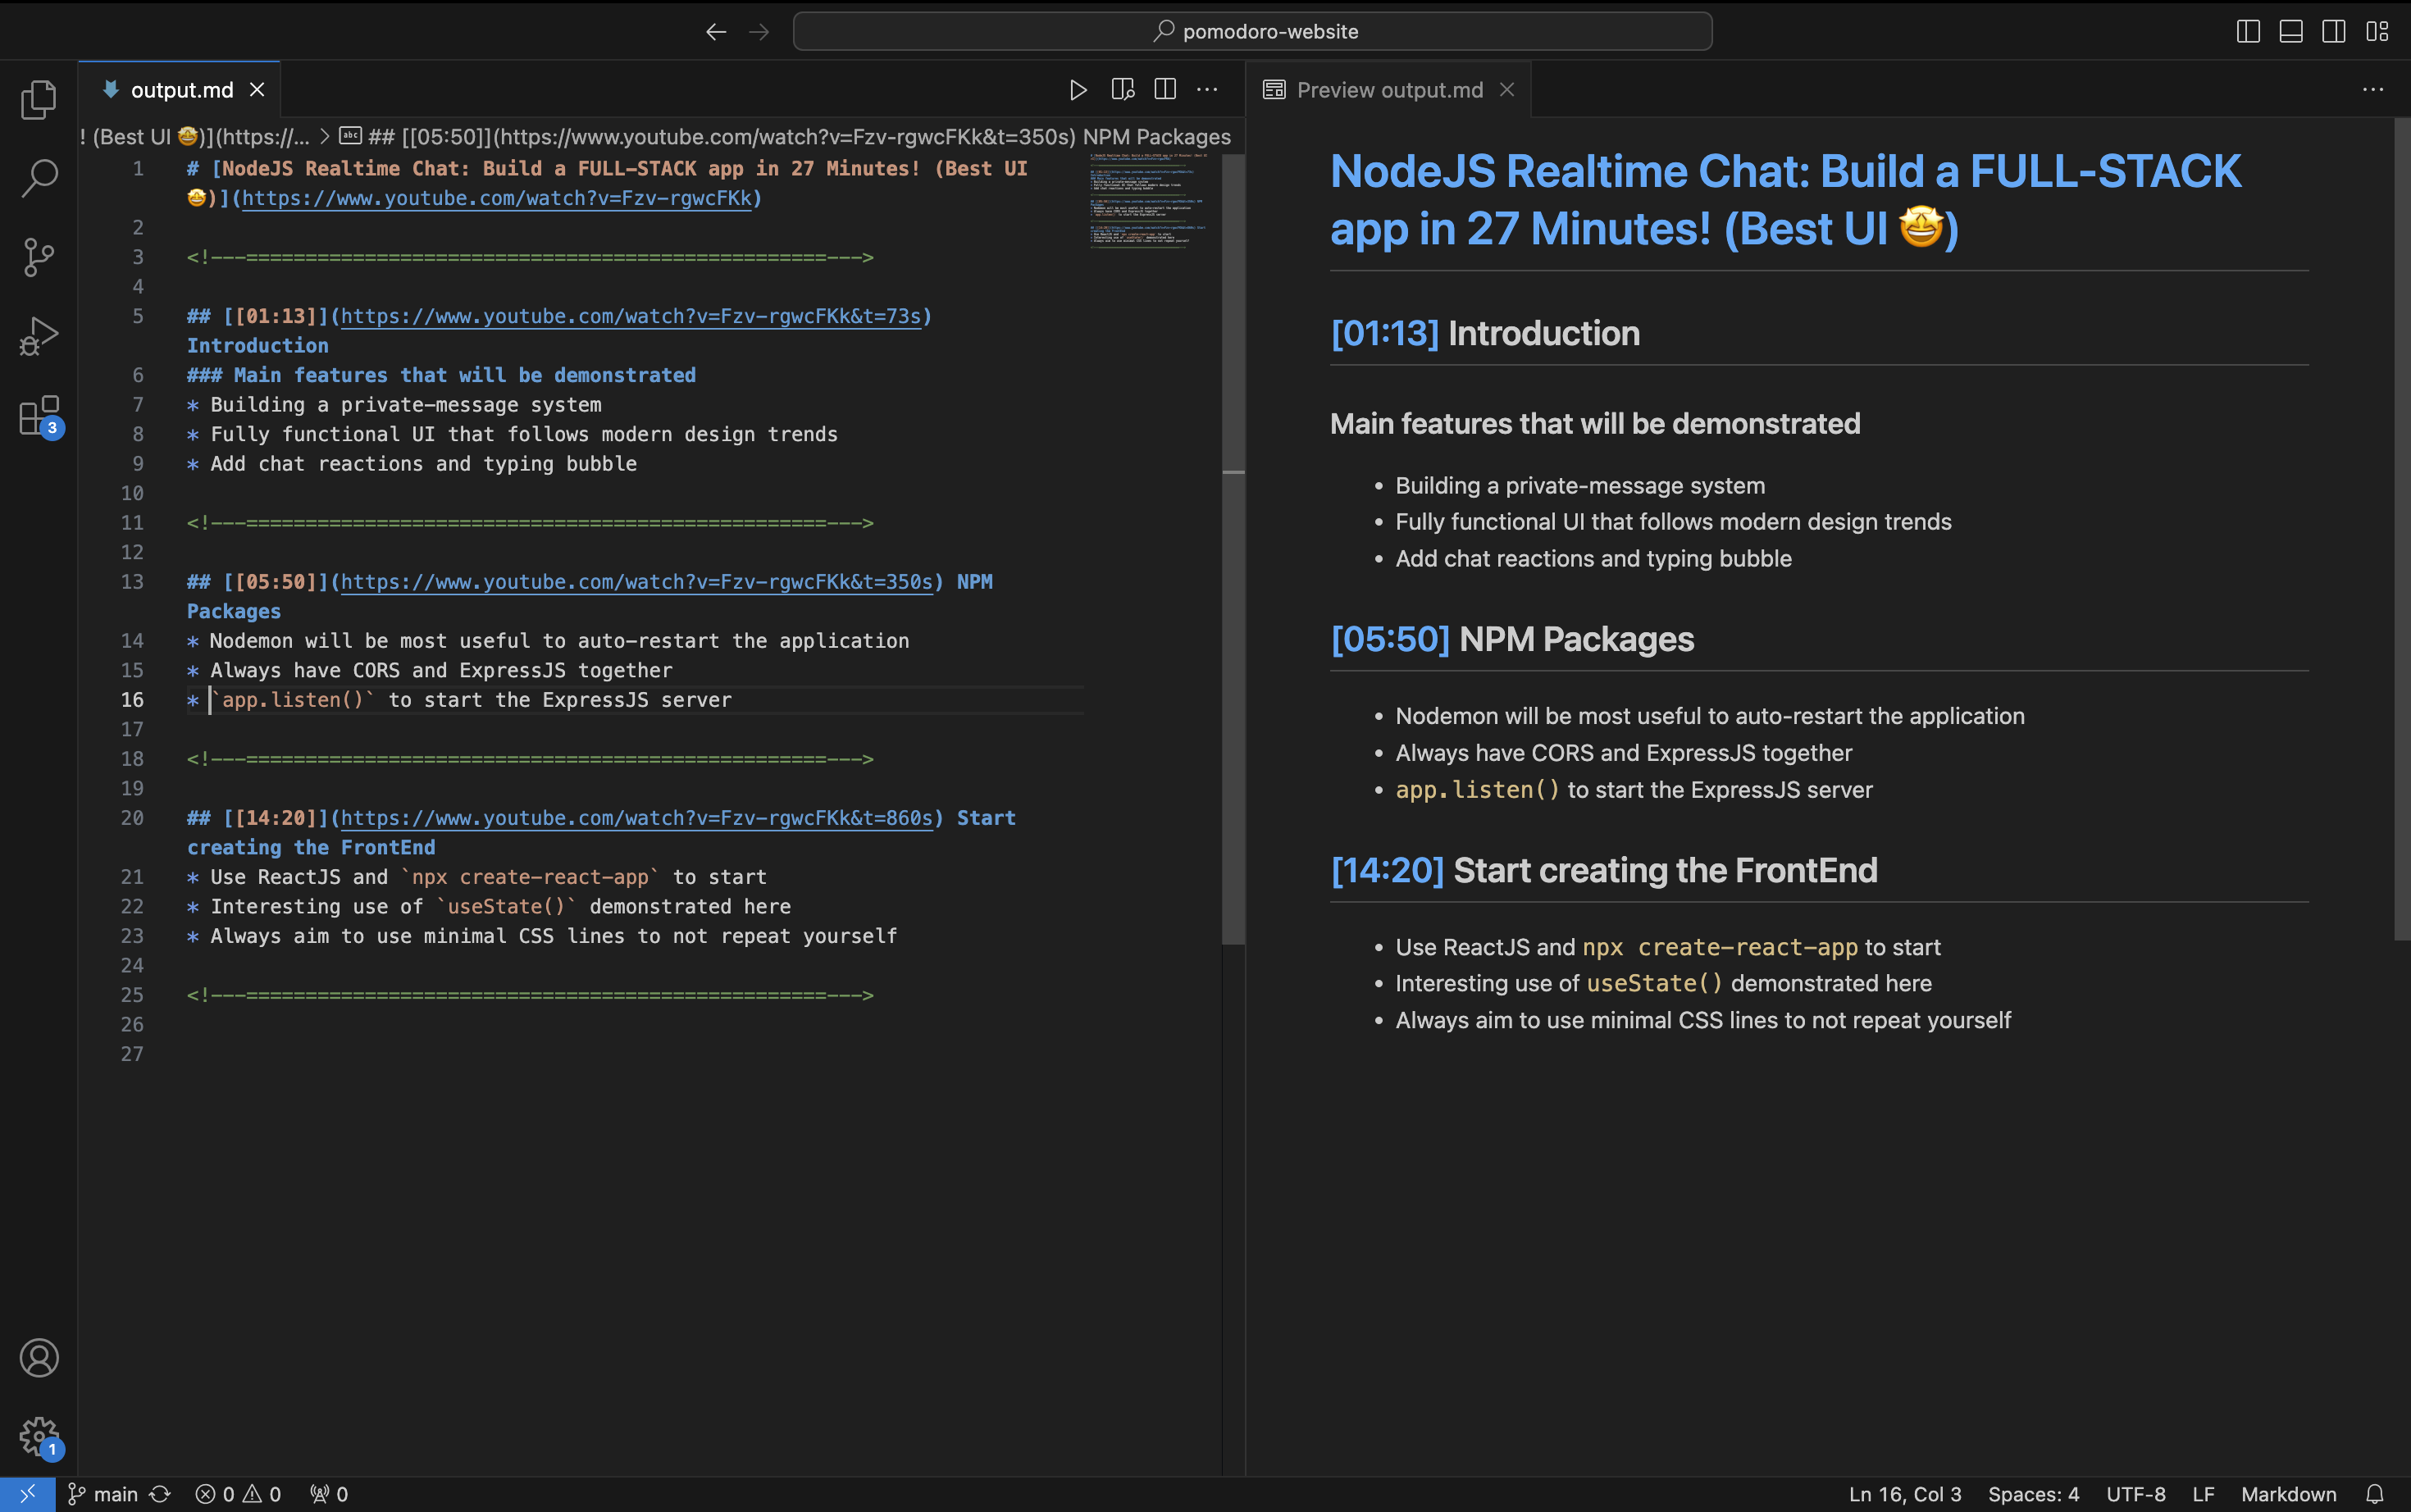 pomodoro-website
output.md
Preview output.md
! (Best UI 🤩)](https://... > ## [[05:50]](https://www.youtube.com/watch?v=Fzv-rgwcFKk&t=350s) NPM Packages
1 # [NodeJS Realtime Chat: Build a FULL-STACK app in 27 Minutes! (Best UI
🤩)](https://www.youtube.com/watch?v=Fzv-rgwcFKk)
2
3 <!---=================================================--->
4
5 ## [[01:13]](https://www.youtube.com/watch?v=Fzv-rgwcFKk&t=73s)
Introduction
6 ### Main features that will be demonstrated
7 * Building a private-message system
8 * Fully functional UI that follows modern design trends
9 * Add chat reactions and typing bubble
10
11 <!---=================================================--->
12
13 ## [[05:50]](https://www.youtube.com/watch?v=Fzv-rgwcFKk&t=350s) NPM
Packages
14 * Nodemon will be most useful to auto-restart the application
15 * Always have CORS and ExpressJS together
16 * `app.listen()` to start the ExpressJS server
17
18 <!---=================================================--->
19
20 ## [[14:20]](https://www.youtube.com/watch?v=Fzv-rgwcFKk&t=860s) Start
creating the FrontEnd
21 * Use ReactJS and `npx create-react-app` to start
22 * Interesting use of `useState()` demonstrated here
23 * Always aim to use minimal CSS lines to not repeat yourself
24
25 <!---=================================================--->
26
27
NodeJS Realtime Chat: Build a FULL-STACK
app in 27 Minutes! (Best UI 🤩)
[01:13] Introduction
Main features that will be demonstrated
• Building a private-message system
• Fully functional UI that follows modern design trends
• Add chat reactions and typing bubble
[05:50] NPM Packages
• Nodemon will be most useful to auto-restart the application
• Always have CORS and ExpressJS together
• app.listen() to start the ExpressJS server
[14:20] Start creating the FrontEnd
• Use ReactJS and npx create-react-app to start
• Interesting use of useState() demonstrated here
• Always aim to use minimal CSS lines to not repeat yourself
3
1
main 0 0 0
Ln 16, Col 3 Spaces: 4 UTF-8 LF Markdown